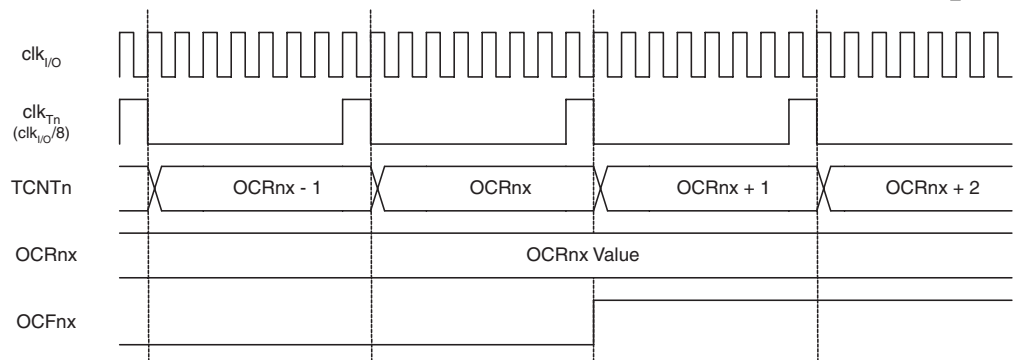 clkI/O
clkTn
(clkI/O/8)
TCNTn
OCRnx - 1
OCRnx
OCRnx + 1
OCRnx + 2
OCRnx
OCRnx Value
OCFnx